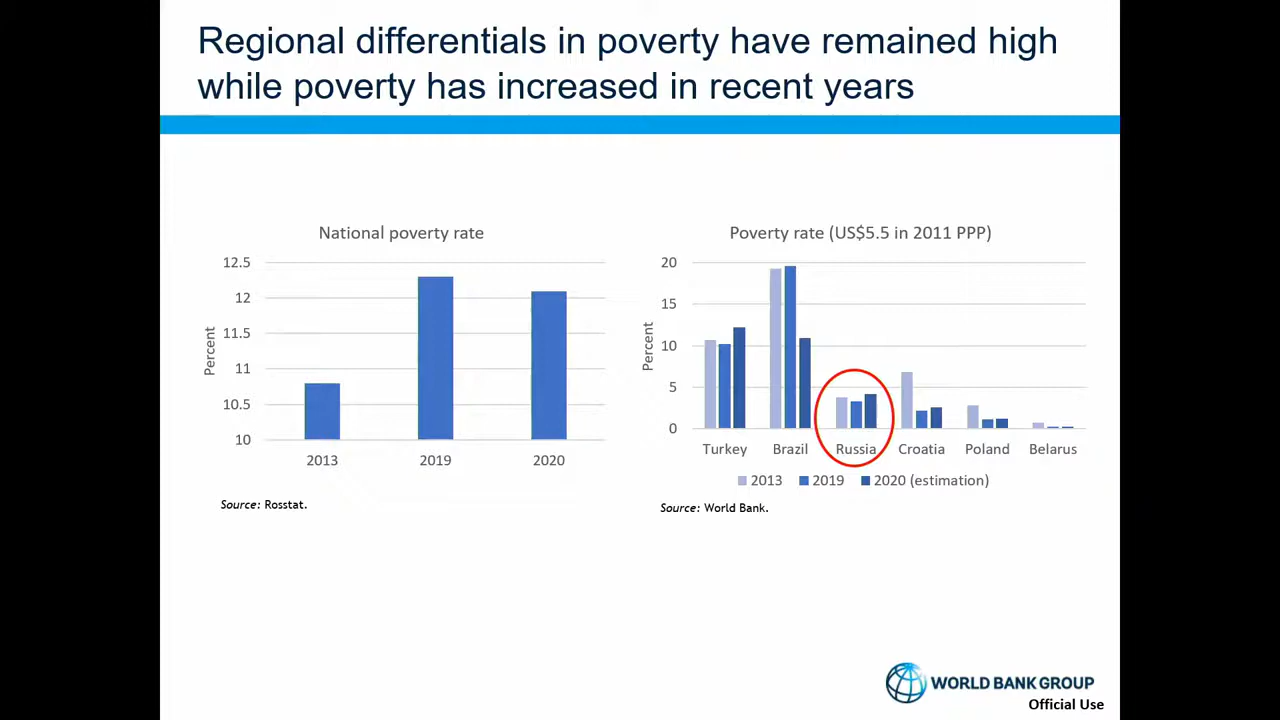 Regional differentials in poverty have remained high
while poverty has increased in recent years
National poverty rate
12.5
12
11.5
11
10.5
10
Percent
2013 2019 2020
Source: Rosstat.
Poverty rate (US$5.5 in 2011 PPP)
20
15
10
5
0
Percent
Turkey Brazil Russia Croatia Poland Belarus
2013 2019 2020 (estimation)
Source: World Bank.
WORLD BANK GROUP
Official Use